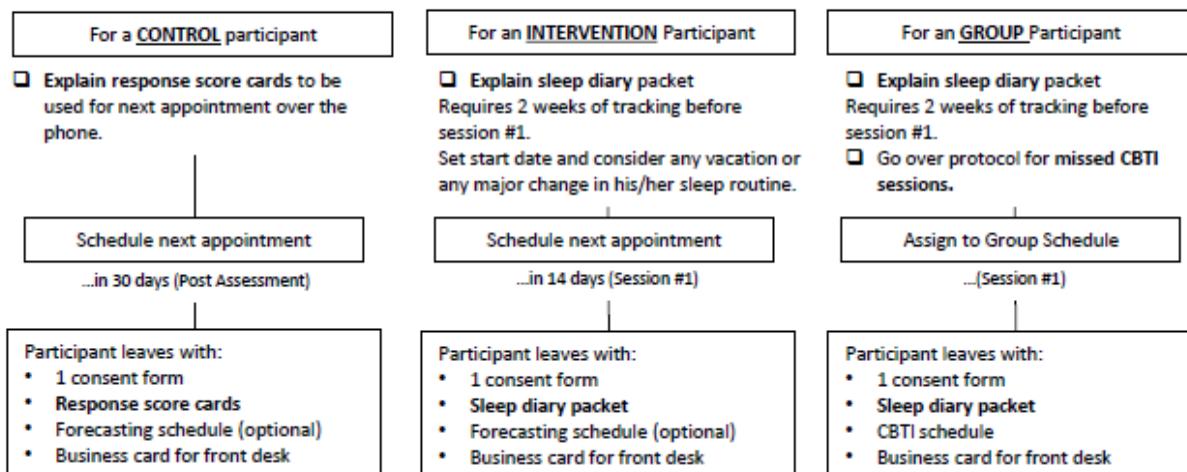 For a CONTROL participant
❑ Explain response score cards to be
used for next appointment over the
phone.
Schedule next appointment
...in 30 days (Post Assessment)
Participant leaves with:
• 1 consent form
• Response score cards
• Forecasting schedule (optional)
• Business card for front desk
For an INTERVENTION Participant
❑ Explain sleep diary packet
Requires 2 weeks of tracking before
session #1.
Set start date and consider any vacation or
any major change in his/her sleep routine.
Schedule next appointment
...in 14 days (Session #1)
Participant leaves with:
• 1 consent form
• Sleep diary packet
• Forecasting schedule (optional)
• Business card for front desk
For an GROUP Participant
❑ Explain sleep diary packet
Requires 2 weeks of tracking before
session #1.
❑ Go over protocol for missed CBTI
sessions.
Assign to Group Schedule
...(Session #1)
Participant leaves with:
• 1 consent form
• Sleep diary packet
• CBTI schedule
• Business card for front desk